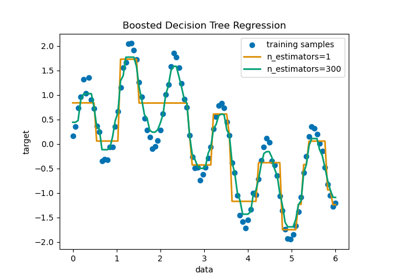 Boosted Decision Tree Regression
training samples
n_estimators=1
n_estimators=300
target
2.0
1.5
1.0
0.5
0.0
−0.5
−1.0
−1.5
−2.0
0 1 2 3 4 5 6
data